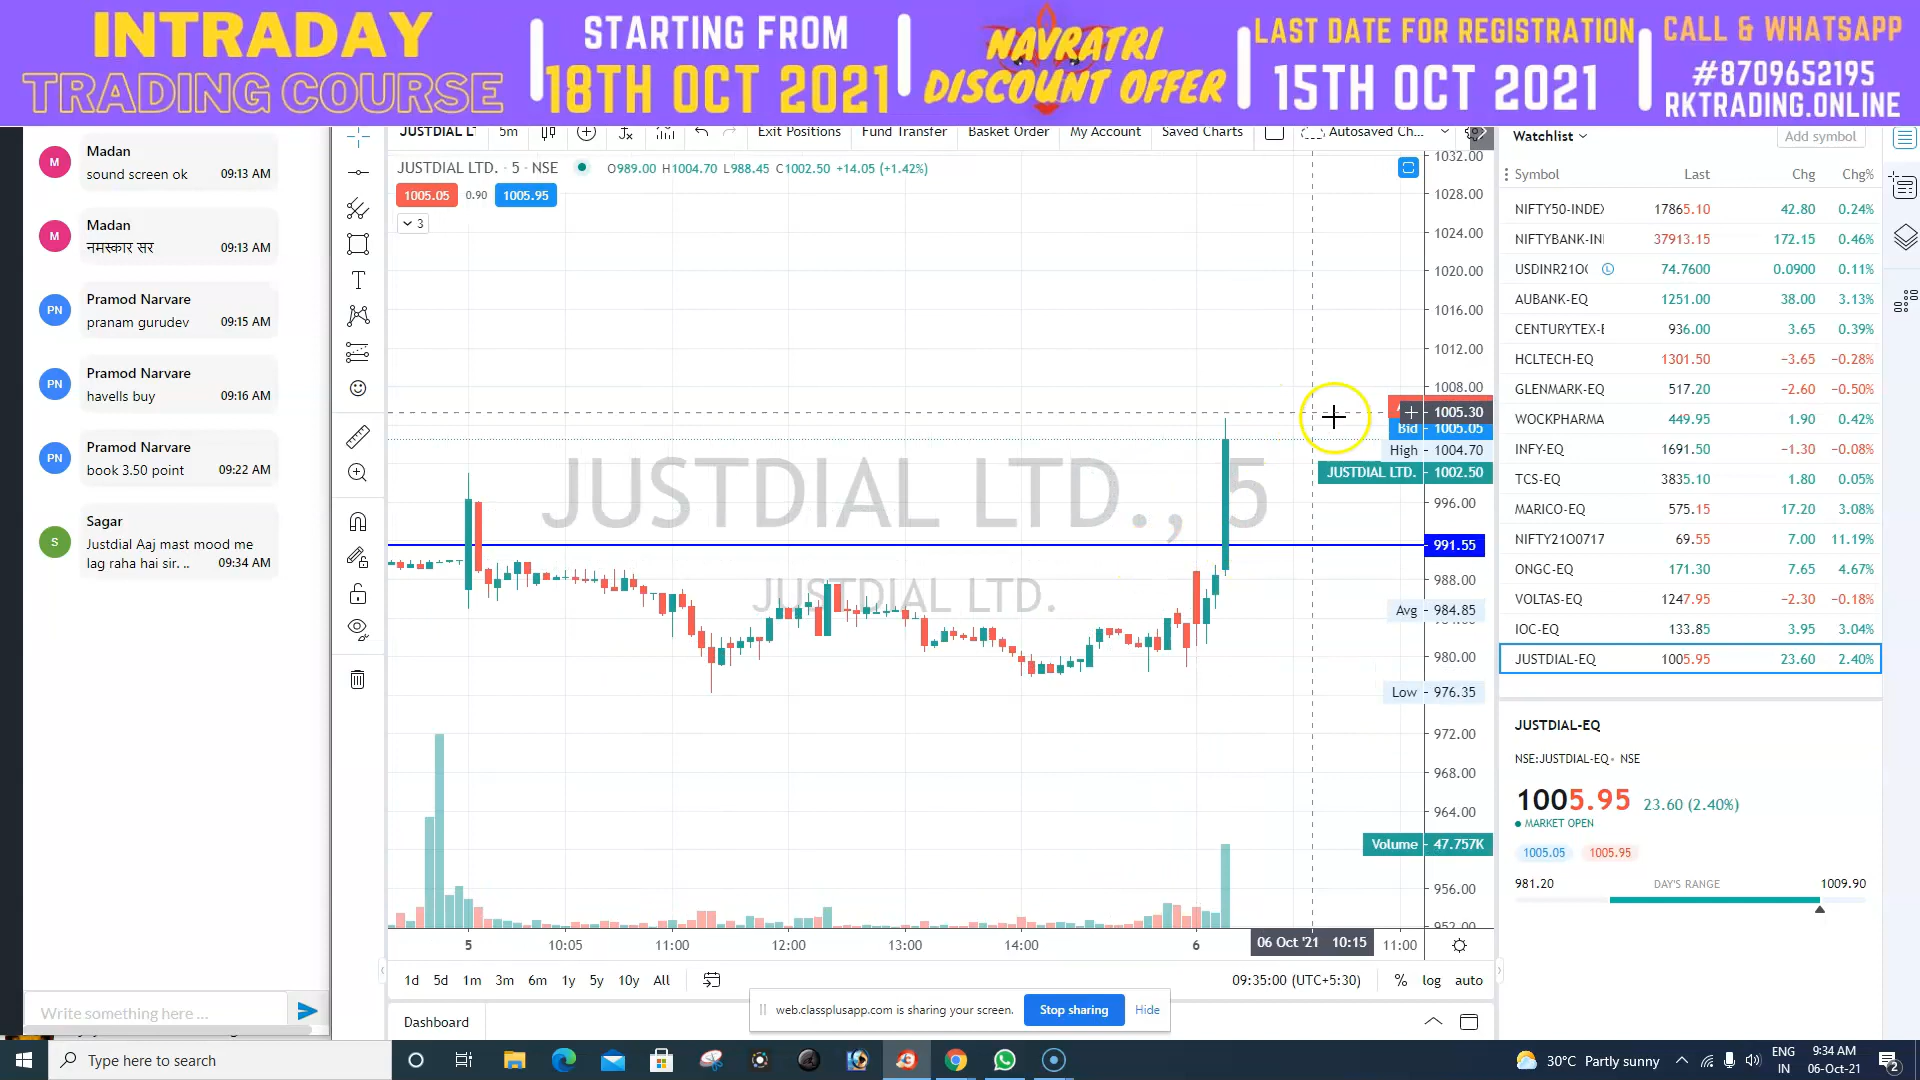 INTRADAY
TRADING COURSE
STARTING FROM
18TH OCT 2021
NAVRATRI
DISCOUNT OFFER
LAST DATE FOR REGISTRATION
15TH OCT 2021
CALL & WHATSAPP
#8709652195
RKTRADING.ONLINE
M
Madan
sound screen ok 09:13 AM
M
Madan
नमस्कार सर 09:13 AM
PN
Pramod Narvare
pranam gurudev 09:15 AM
PN
Pramod Narvare
havells buy 09:16 AM
PN
Pramod Narvare
book 3.50 point 09:22 AM
S
Sagar
Justdial Aaj mast mood me
lag raha hai sir. .. 09:34 AM
Write something here ...
JUSTDIAL LT 5m Exit Positions Fund Transfer Basket Order My Account Saved Charts Autosaved Ch...
JUSTDIAL LTD. · 5 · NSE O989.00 H1004.70 L988.45 C1002.50 +14.05 (+1.42%)
1005.05 0.90 1005.95
3
JUSTDIAL LTD., 5
JUSTDIAL LTD.
1032.00
1028.00
1024.00
1020.00
1016.00
1012.00
1008.00
1005.30
Bid 1005.05
High 1004.70
JUSTDIAL LTD. 1002.50
996.00
991.55
988.00
Avg 984.85
980.00
Low 976.35
972.00
968.00
964.00
Volume 47.757K
956.00
952.00
5 10:05 11:00 12:00 13:00 14:00 6 06 Oct '21 10:15 11:00
1d 5d 1m 3m 6m 1y 5y 10y All 09:35:00 (UTC+5:30) % log auto
web.classplusapp.com is sharing your screen. Stop sharing Hide
Dashboard
Watchlist Add symbol
Symbol Last Chg Chg%
NIFTY50-INDEX 17865.10 42.80 0.24%
NIFTYBANK-IN 37913.15 172.15 0.46%
USDINR21O 74.7600 0.0900 0.11%
AUBANK-EQ 1251.00 38.00 3.13%
CENTURYTEX-E 936.00 3.65 0.39%
HCLTECH-EQ 1301.50 −3.65 −0.28%
GLENMARK-EQ 517.20 −2.60 −0.50%
WOCKPHARMA 449.95 1.90 0.42%
INFY-EQ 1691.50 −1.30 −0.08%
TCS-EQ 3835.10 1.80 0.05%
MARICO-EQ 575.15 17.20 3.08%
NIFTY21O0717 69.55 7.00 11.19%
ONGC-EQ 171.30 7.65 4.67%
VOLTAS-EQ 1247.95 −2.30 −0.18%
IOC-EQ 133.85 3.95 3.04%
JUSTDIAL-EQ 1005.95 23.60 2.40%
JUSTDIAL-EQ
NSE:JUSTDIAL-EQ • NSE
1005.95 23.60 (2.40%)
MARKET OPEN
1005.05 1005.95
981.20 DAY'S RANGE 1009.90
Type here to search
30°C Partly sunny
ENG
IN
9:34 AM
06-Oct-21
2